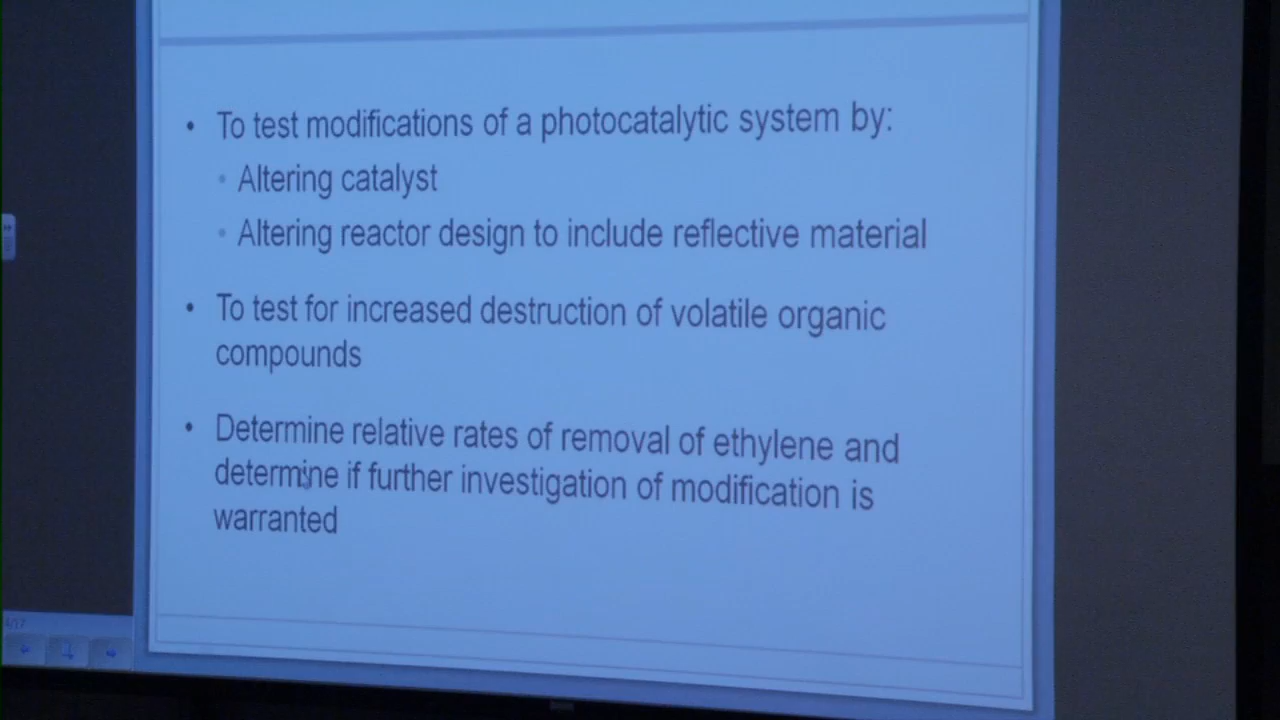 • To test modifications of a photocatalytic system by:
• Altering catalyst
• Altering reactor design to include reflective material
• To test for increased destruction of volatile organic
compounds
• Determine relative rates of removal of ethylene and
determine if further investigation of modification is
warranted